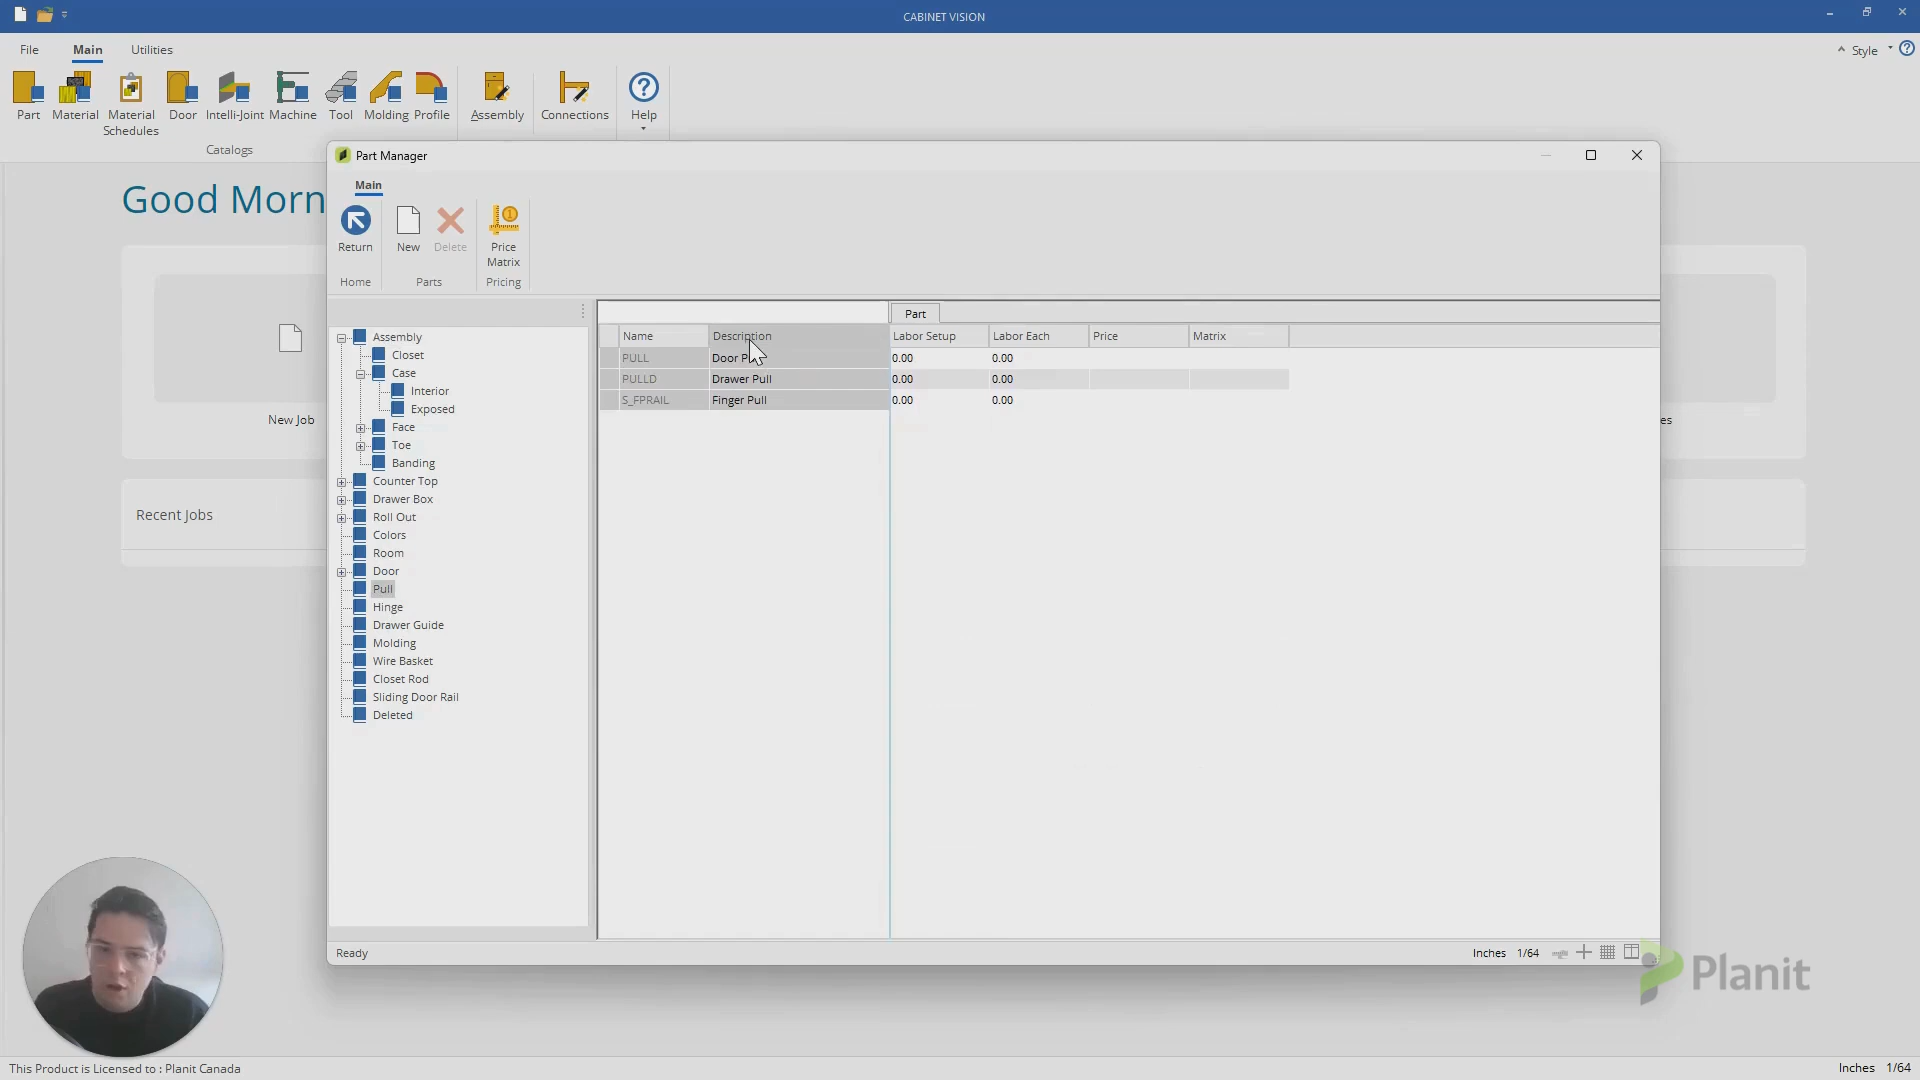 CABINET VISION
File Main Utilities
Style
Part Material Material Schedules Door Intelli-Joint Machine Tool Molding Profile Assembly Connections Help
Catalogs
Part Manager
Good Morn
Main
Return New Delete Price Matrix
Home Parts Pricing
Part
Name Description Labor Setup Labor Each Price Matrix
PULL Door P 0.00 0.00
PULLD Drawer Pull 0.00 0.00
S_FPRAIL Finger Pull 0.00 0.00
Assembly
Closet
Case
Interior
Exposed
Face
Toe
Banding
Counter Top
Drawer Box
Roll Out
Colors
Room
Door
Pull
Hinge
Drawer Guide
Molding
Wire Basket
Closet Rod
Sliding Door Rail
Deleted
New Job
es
Recent Jobs
Ready
Inches 1/64
Planit
This Product is Licensed to : Planit Canada
Inches 1/64